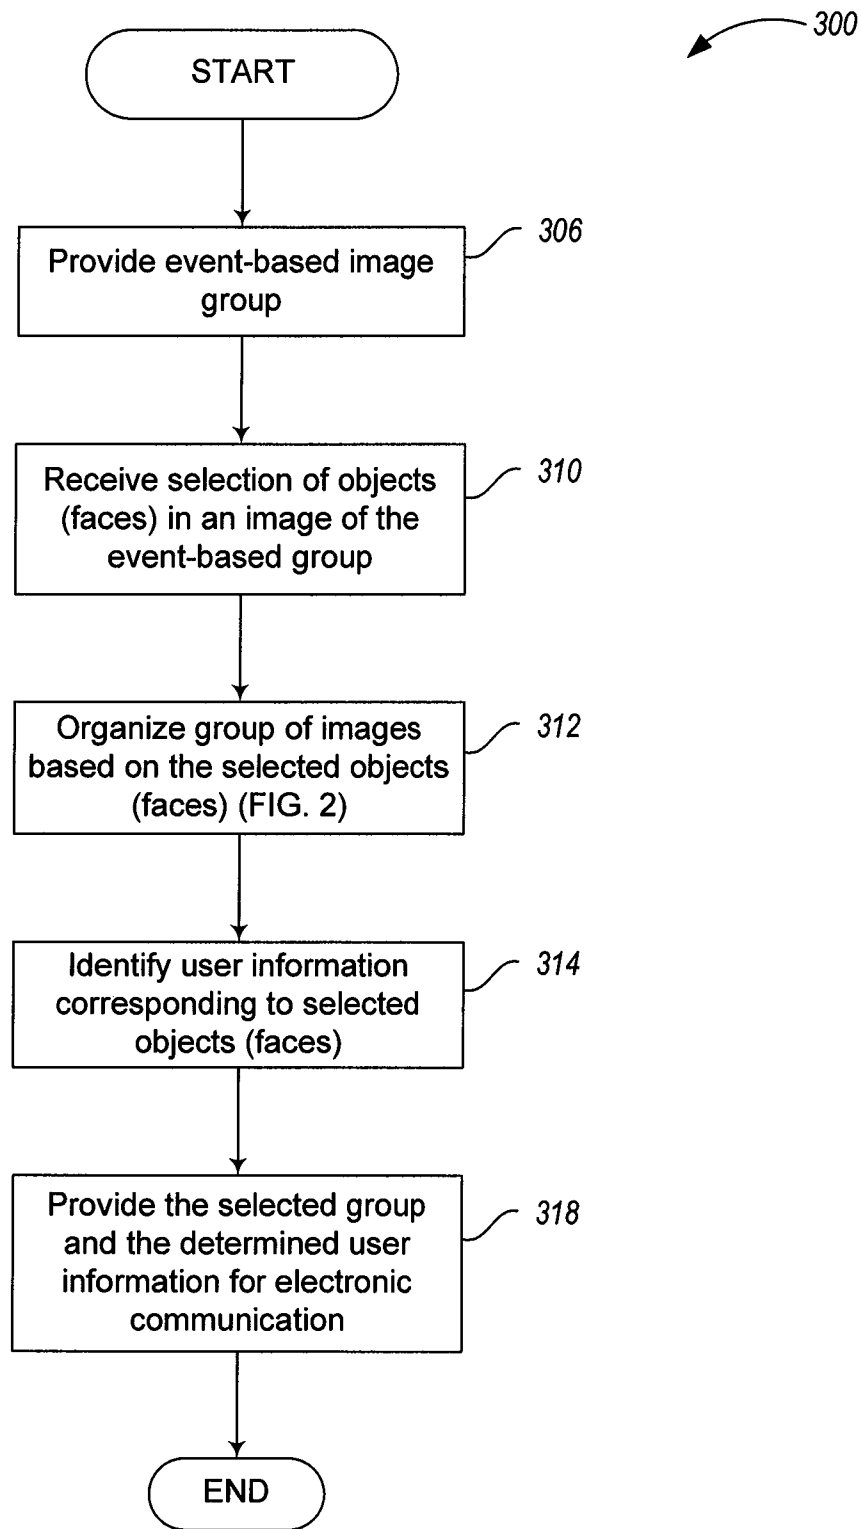 300
START
306
Provide event-based image
group
310
Receive selection of objects
(faces) in an image of the
event-based group
312
Organize group of images
based on the selected objects
(faces) (FIG. 2)
314
Identify user information
corresponding to selected
objects (faces)
318
Provide the selected group
and the determined user
information for electronic
communication
END